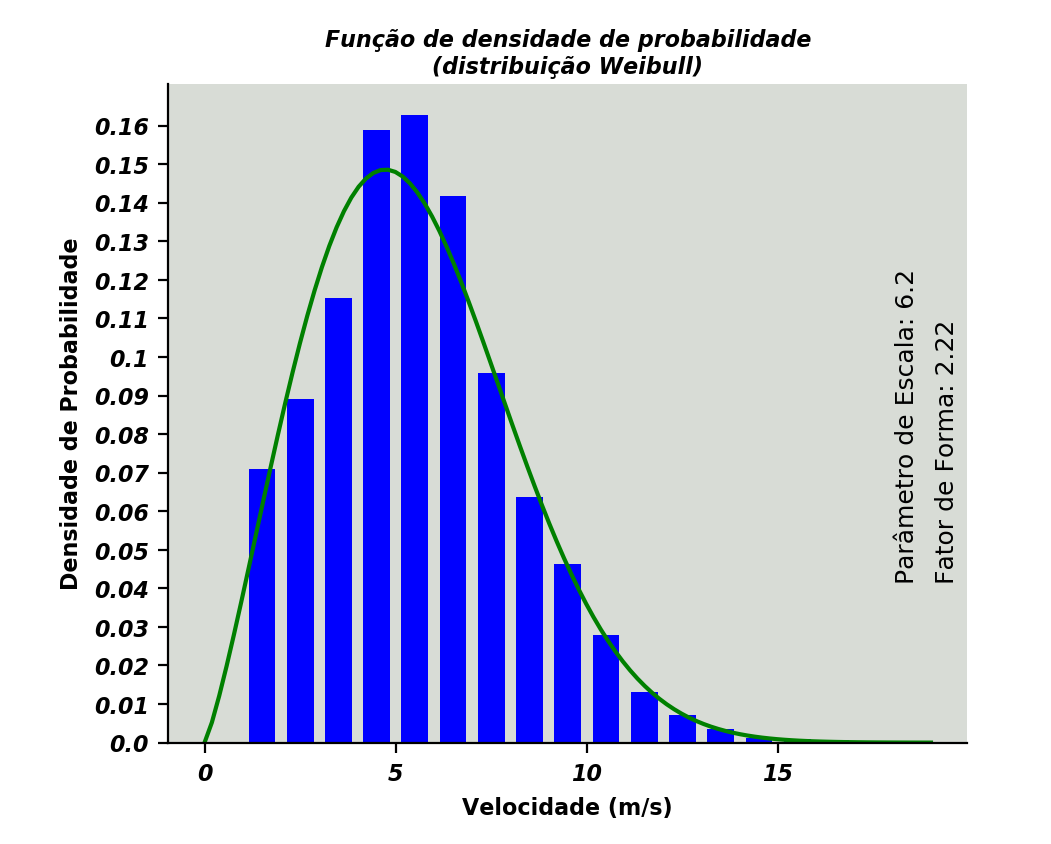 Função de densidade de probabilidade
(distribuição Weibull)
Densidade de Probabilidade
0.16
0.15
0.14
0.13
0.12
0.11
0.1
0.09
0.08
0.07
0.06
0.05
0.04
0.03
0.02
0.01
0.0
0 5 10 15
Velocidade (m/s)
Parâmetro de Escala: 6.2
Fator de Forma: 2.22